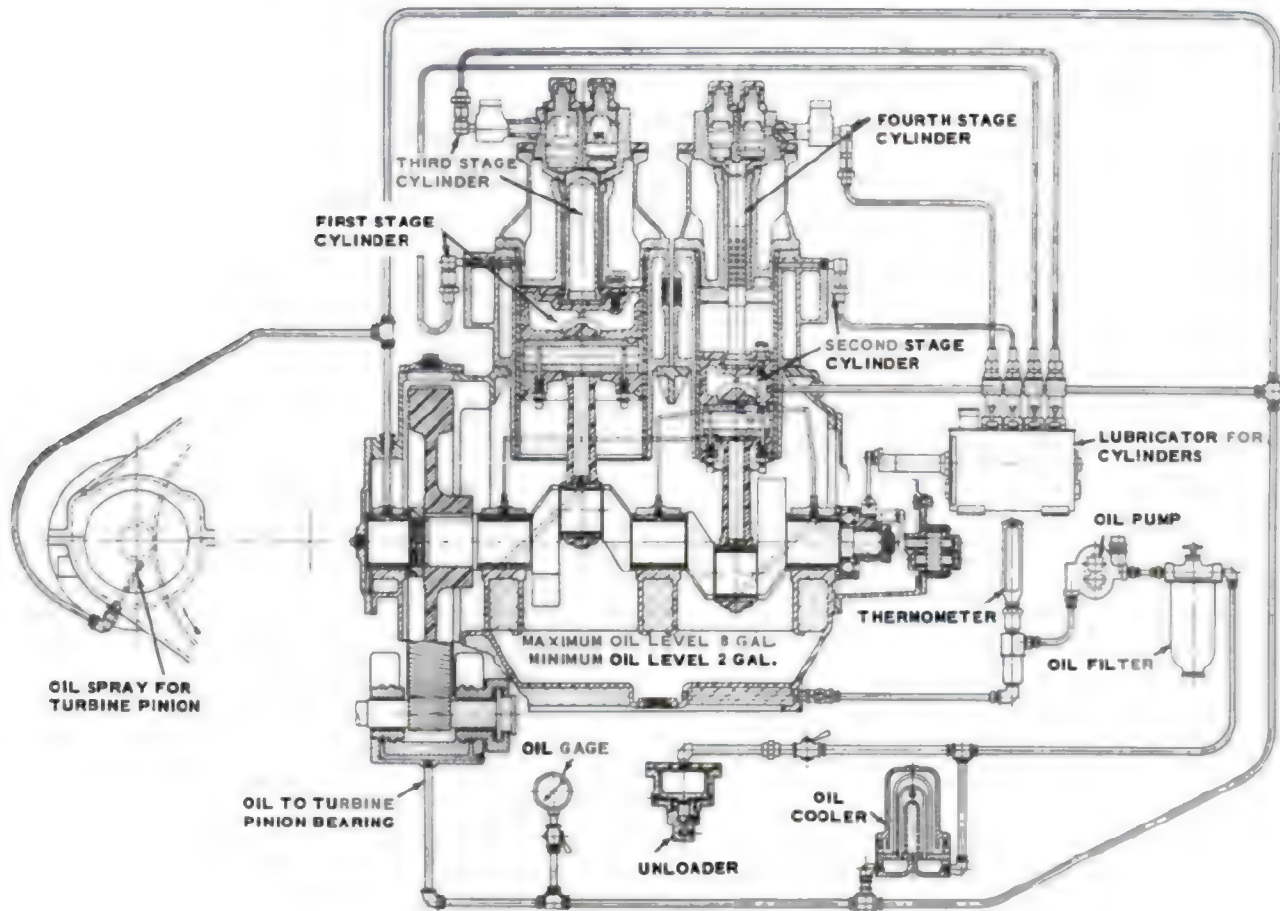 FOURTH STAGE
CYLINDER
THIRD STAGE
CYLINDER
FIRST STAGE
CYLINDER
SECOND STAGE
CYLINDER
LUBRICATOR FOR
CYLINDERS
OIL PUMP
THERMOMETER
OIL FILTER
MAXIMUM OIL LEVEL 8 GAL.
MINIMUM OIL LEVEL 2 GAL.
OIL SPRAY FOR
TURBINE PINION
OIL GAGE
OIL TO TURBINE
PINION BEARING
UNLOADER
OIL
COOLER